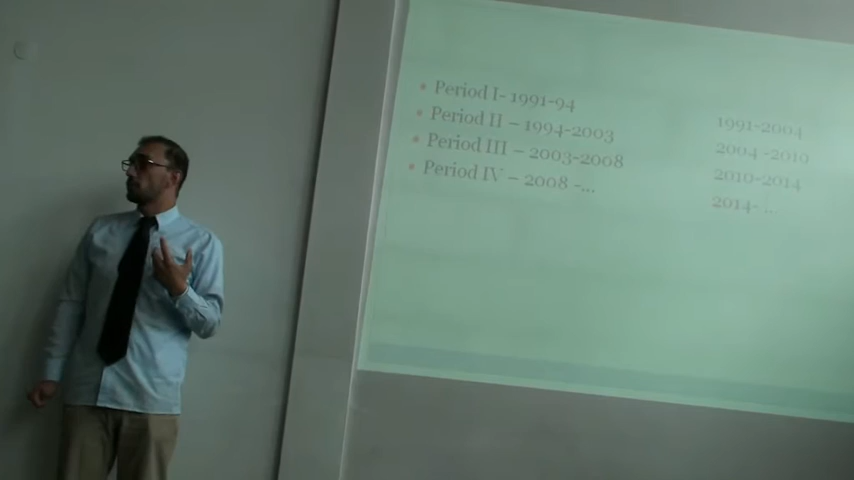 • Period I- 1991-94
• Period II – 1994-2003
• Period III – 2003-2008
• Period IV – 2008 -...
1991-2004
2004 -2010
2010-2014
2014- ...